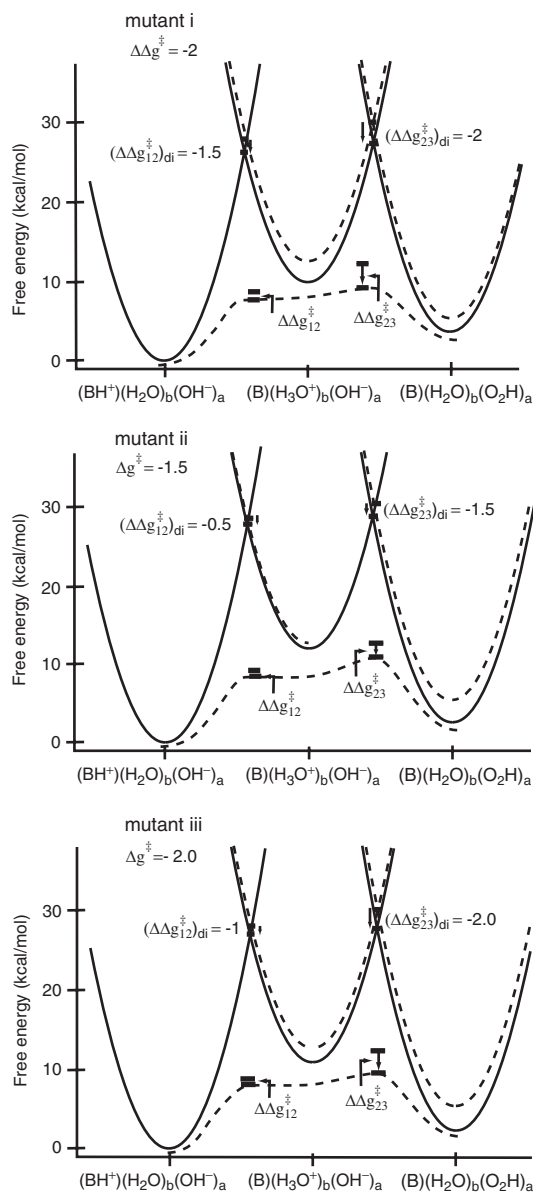 mutant i
ΔΔg‡ = -2
30
(ΔΔg‡12)di = -1.5
(ΔΔg‡23)di = -2
20
Free energy (kcal/mol)
10
ΔΔg‡12
ΔΔg‡23
0
(BH⁺)(H₂O)b(OH⁻)a (B)(H₃O⁺)b(OH⁻)a (B)(H₂O)b(O₂H)a
mutant ii
Δg‡ = -1.5
30
(ΔΔg‡12)di = -0.5
(ΔΔg‡23)di = -1.5
20
Free energy (kcal/mol)
10
ΔΔg‡12
ΔΔg‡23
0
(BH⁺)(H₂O)b(OH⁻)a (B)(H₃O⁺)b(OH⁻)a (B)(H₂O)b(O₂H)a
mutant iii
Δg‡ = - 2.0
30
(ΔΔg‡12)di = -1
(ΔΔg‡23)di = -2.0
20
Free energy (kcal/mol)
10
ΔΔg‡12
ΔΔg‡23
0
(BH⁺)(H₂O)b(OH⁻)a (B)(H₃O⁺)b(OH⁻)a (B)(H₂O)b(O₂H)a